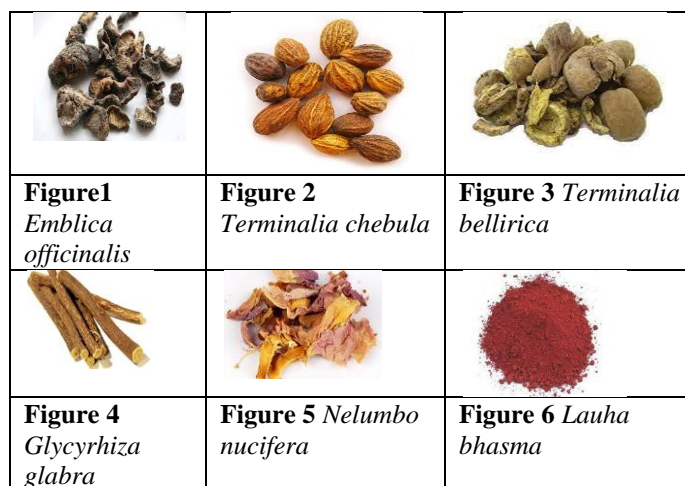 Figure1
Emblica
officinalis
Figure 2
Terminalia chebula
Figure 3 Terminalia
bellirica
Figure 4
Glycyrhiza
glabra
Figure 5 Nelumbo
nucifera
Figure 6 Lauha
bhasma